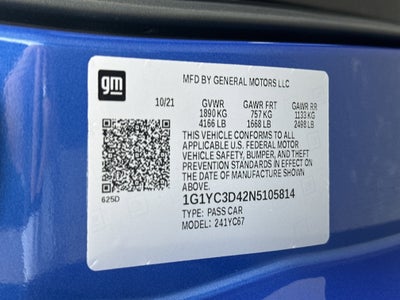 gm
MFD BY GENERAL MOTORS LLC
10/21 GVWR GAWR FRT GAWR RR
1890 KG 757 KG 1133 KG
4166 LB 1668 LB 2498 LB
THIS VEHICLE CONFORMS TO ALL
APPLICABLE U.S. FEDERAL MOTOR
VEHICLE SAFETY, BUMPER, AND THEFT
PREVENTION STANDARDS IN EFFECT ON
THE DATE OF MANUFACTURE SHOWN
ABOVE.
625D
1G1YC3D42N5105814
TYPE: PASS CAR
MODEL: 241YC67